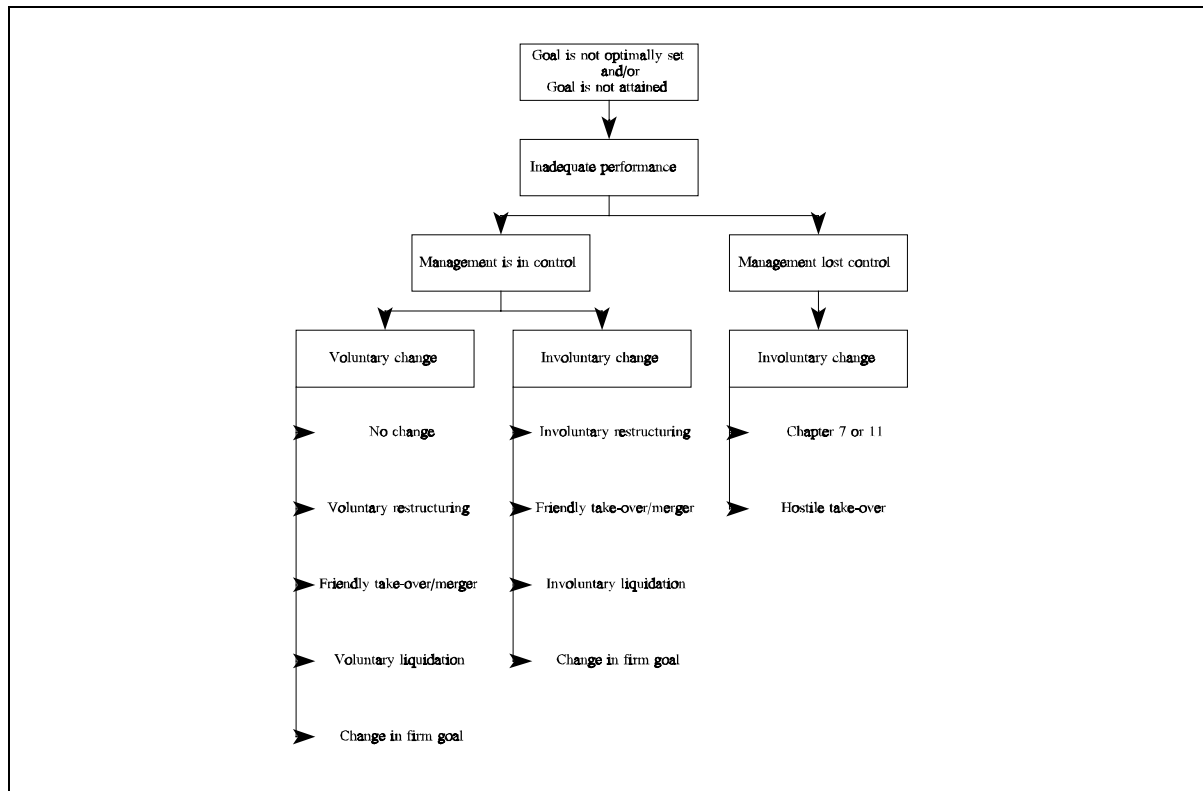 Goal is not optimally set
and/or
Goal is not attained
Inadequate performance
Management is in control
Management lost control
Voluntary change
Involuntary change
Involuntary change
No change
Involuntary restructuring
Chapter 7 or 11
Voluntary restructuring
Friendly take-over/merger
Hostile take-over
Friendly take-over/merger
Involuntary liquidation
Voluntary liquidation
Change in firm goal
Change in firm goal